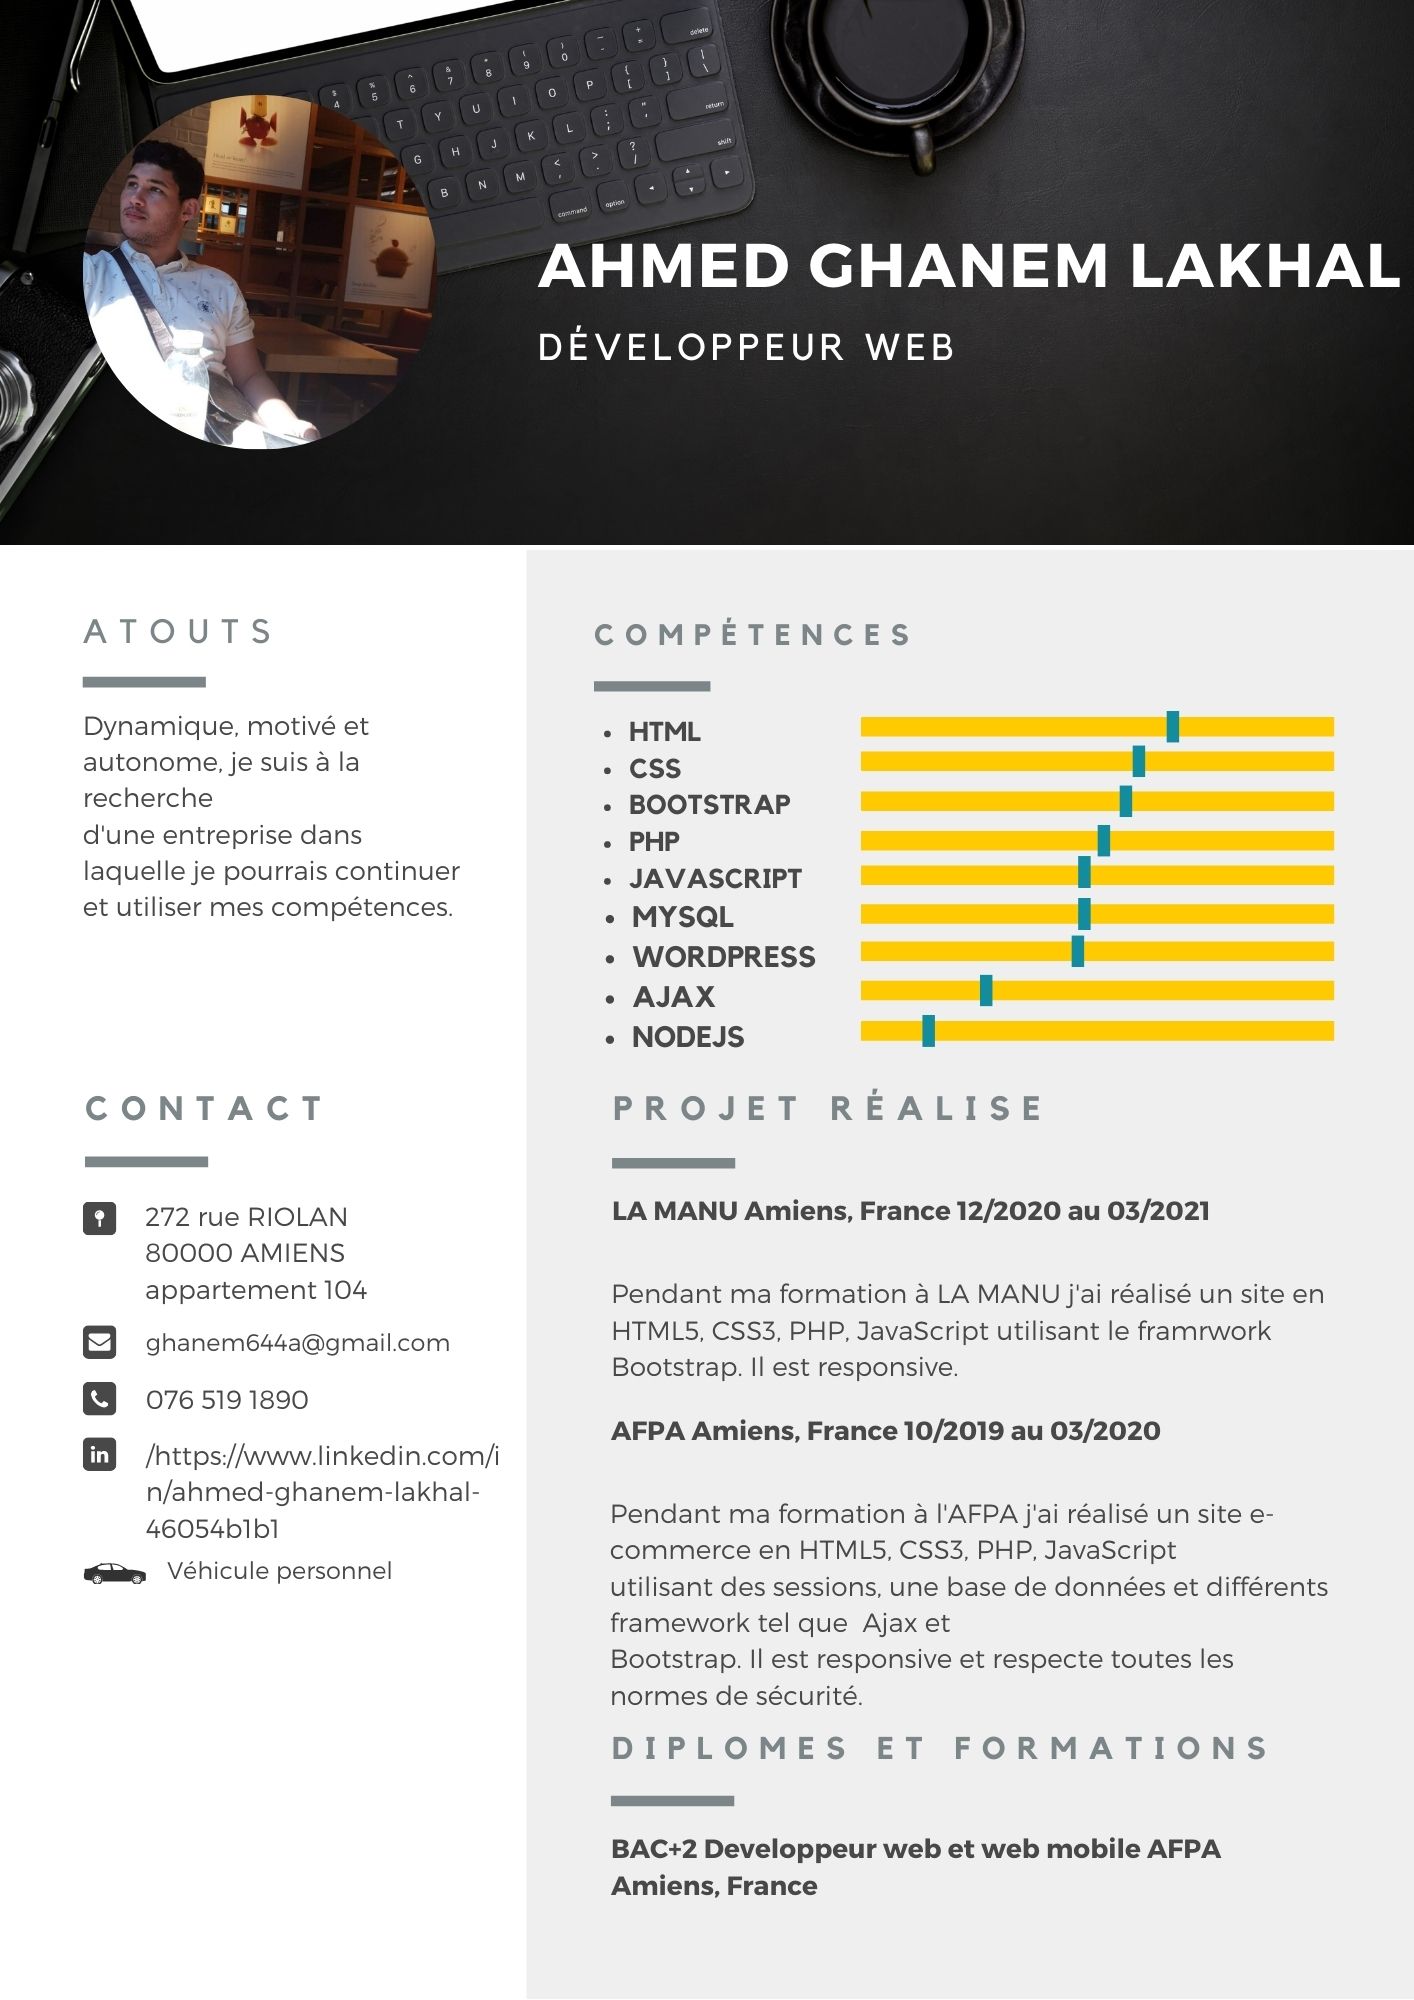 AHMED GHANEM LAKHAL
DÉVELOPPEUR WEB
ATOUTS
Dynamique, motivé et
autonome, je suis à la
recherche
d'une entreprise dans
laquelle je pourrais continuer
et utiliser mes compétences.
CONTACT
272 rue RIOLAN
80000 AMIENS
appartement 104
ghanem644a@gmail.com
076 519 1890
in
/https://www.linkedin.com/i
n/ahmed-ghanem-lakhal-
46054b1b1
Véhicule personnel
COMPÉTENCES
• HTML
• CSS
• BOOTSTRAP
• PHP
• JAVASCRIPT
• MYSQL
• WORDPRESS
• AJAX
• NODEJS
PROJET RÉALISE
LA MANU Amiens, France 12/2020 au 03/2021
Pendant ma formation à LA MANU j'ai réalisé un site en
HTML5, CSS3, PHP, JavaScript utilisant le framrwork
Bootstrap. Il est responsive.
AFPA Amiens, France 10/2019 au 03/2020
Pendant ma formation à l'AFPA j'ai réalisé un site e-
commerce en HTML5, CSS3, PHP, JavaScript
utilisant des sessions, une base de données et différents
framework tel que  Ajax et
Bootstrap. Il est responsive et respecte toutes les
normes de sécurité.
DIPLOMES ET FORMATIONS
BAC+2 Developpeur web et web mobile AFPA
Amiens, France